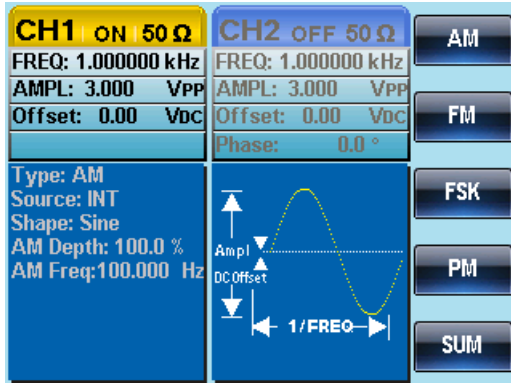 CH1 ON 50 Ω
FREQ: 1.000000 kHz
AMPL: 3.000 VPP
Offset: 0.00 VDC
CH2 OFF 50 Ω
FREQ: 1.000000 kHz
AMPL: 3.000 VPP
Offset: 0.00 VDC
Phase: 0.0 °
Type: AM
Source: INT
Shape: Sine
AM Depth: 100.0 %
AM Freq:100.000 Hz
Ampl
DC Offset
1/FREQ
AM
FM
FSK
PM
SUM